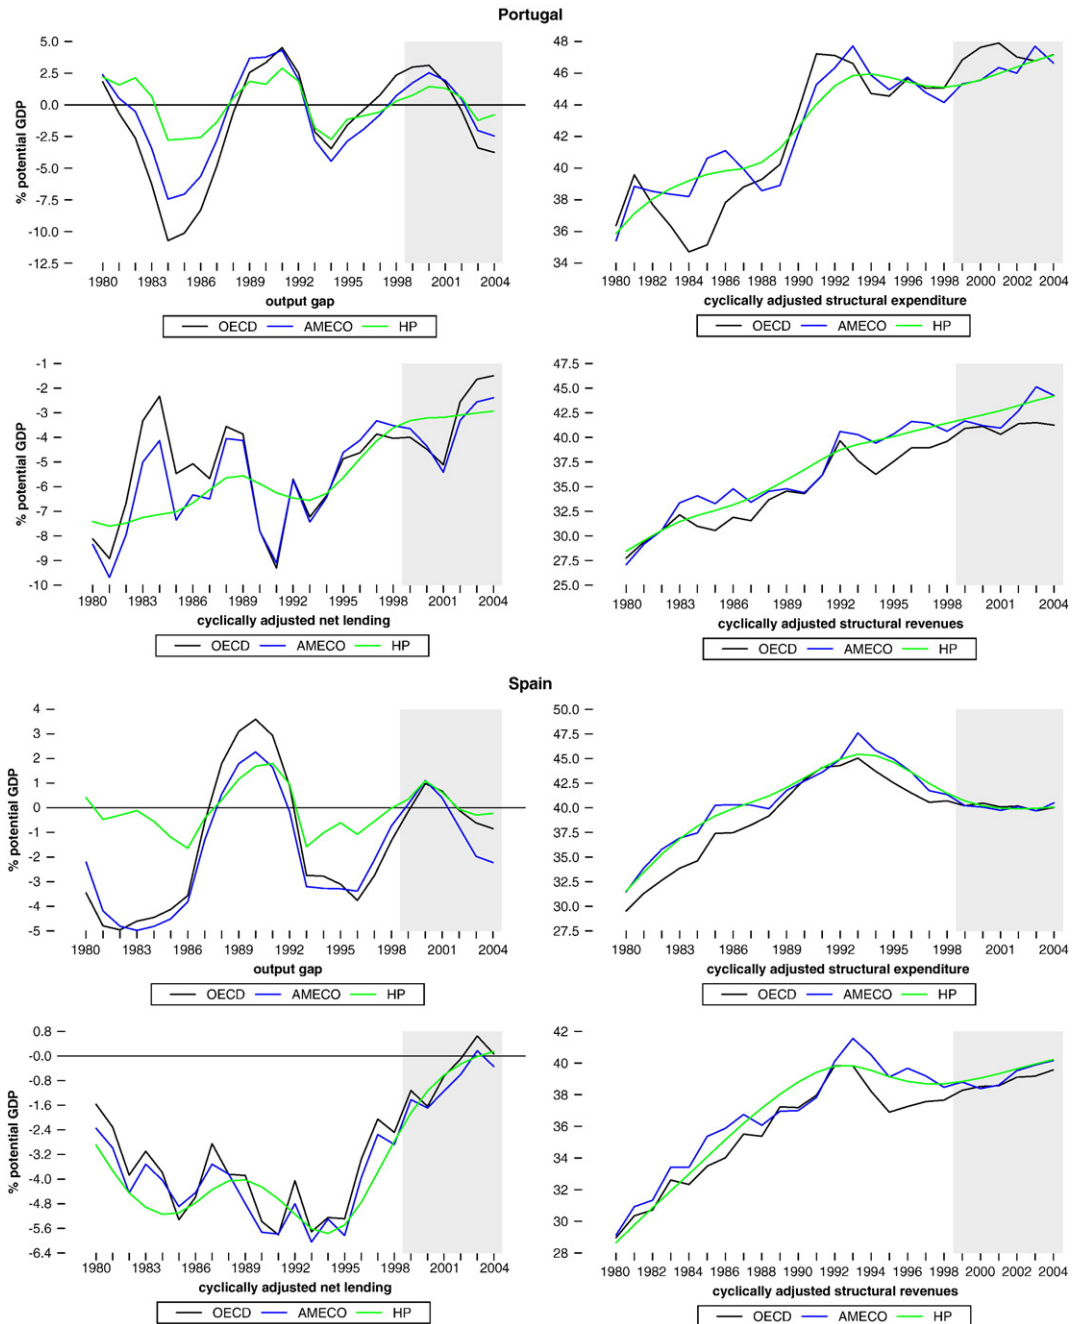 Portugal
5.0
2.5
0.0
-2.5
-5.0
-7.5
-10.0
-12.5
% potential GDP
1980 1983 1986 1989 1992 1995 1998 2001 2004
output gap
OECD AMECO HP
48
46
44
42
40
38
36
34
1980 1982 1984 1986 1988 1990 1992 1994 1996 1998 2000 2002 2004
cyclically adjusted structural expenditure
OECD AMECO HP
-1
-2
-3
-4
-5
-6
-7
-8
-9
-10
% potential GDP
1980 1983 1986 1989 1992 1995 1998 2001 2004
cyclically adjusted net lending
OECD AMECO HP
47.5
45.0
42.5
40.0
37.5
35.0
32.5
30.0
27.5
25.0
1980 1983 1986 1989 1992 1995 1998 2001 2004
cyclically adjusted structural revenues
OECD AMECO HP
Spain
4
3
2
1
0
-1
-2
-3
-4
-5
% potential GDP
1980 1983 1986 1989 1992 1995 1998 2001 2004
output gap
OECD AMECO HP
50.0
47.5
45.0
42.5
40.0
37.5
35.0
32.5
30.0
27.5
1980 1983 1986 1989 1992 1995 1998 2001 2004
cyclically adjusted structural expenditure
OECD AMECO HP
0.8
-0.0
-0.8
-1.6
-2.4
-3.2
-4.0
-4.8
-5.6
-6.4
% potential GDP
1980 1983 1986 1989 1992 1995 1998 2001 2004
cyclically adjusted net lending
OECD AMECO HP
42
40
38
36
34
32
30
28
1980 1982 1984 1986 1988 1990 1992 1994 1996 1998 2000 2002 2004
cyclically adjusted structural revenues
OECD AMECO HP